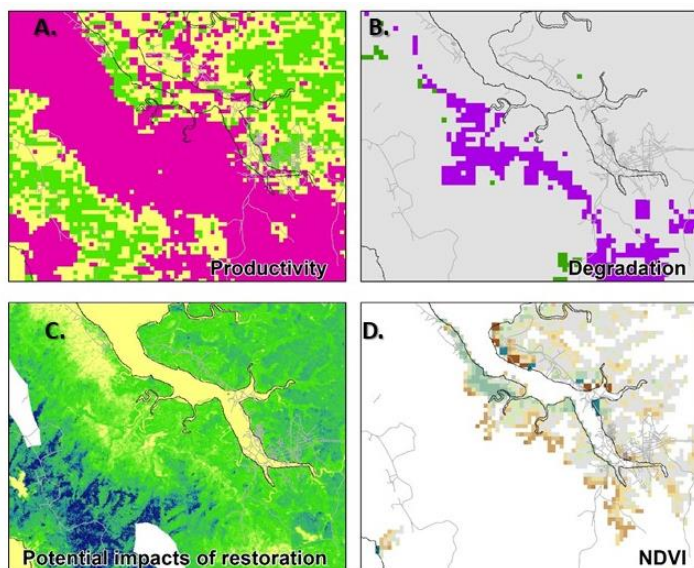 A.
Productivity
B.
Degradation
C.
Potential impacts of restoration
D.
NDVI